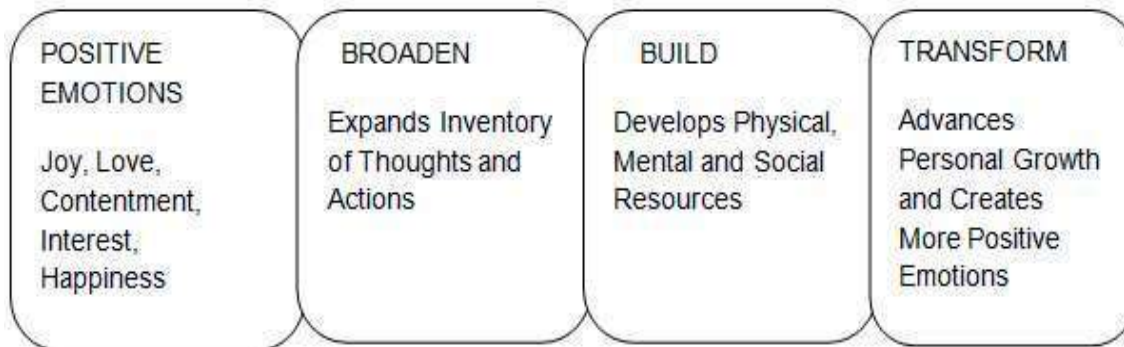 POSITIVE
EMOTIONS
Joy, Love,
Contentment,
Interest,
Happiness
BROADEN
Expands Inventory
of Thoughts and
Actions
BUILD
Develops Physical,
Mental and Social
Resources
TRANSFORM
Advances
Personal Growth
and Creates
More Positive
Emotions